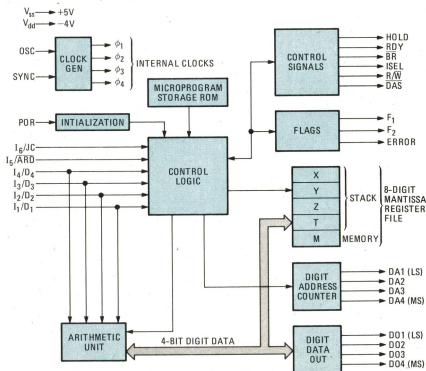 Vss → +5V
Vdd → −4V
OSC
SYNC
CLOCK
GEN
ϕ1
ϕ2
ϕ3
ϕ4
INTERNAL CLOCKS
MICROPROGRAM
STORAGE ROM
POR
INTIALIZATION
I6/JC
I5/ARD
I4/D4
I3/D3
I2/D2
I1/D1
CONTROL
LOGIC
CONTROL
SIGNALS
HOLD
RDY
BR
ISEL
R/W
DAS
FLAGS
F1
F2
ERROR
X
Y
Z
T
M
STACK
MEMORY
8-DIGIT
MANTISSA
REGISTER
FILE
DIGIT
ADDRESS
COUNTER
DA1 (LS)
DA2
DA3
DA4 (MS)
ARITHMETIC
UNIT
4-BIT DIGIT DATA
DIGIT
DATA
OUT
DO1 (LS)
DO2
DO3
DO4 (MS)